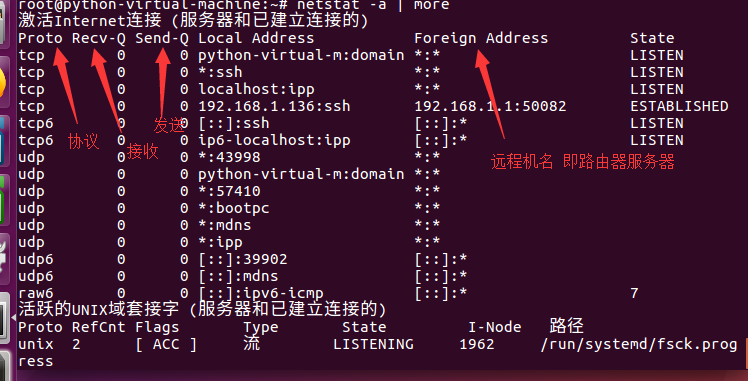 root@python-virtual-machine:~# netstat -a | more
激活Internet连接 (服务器和已建立连接的)
Proto Recv-Q Send-Q Local Address Foreign Address State
tcp 0 0 python-virtual-m:domain *:* LISTEN
tcp 0 0 *:ssh *:* LISTEN
tcp 0 0 localhost:ipp *:* LISTEN
tcp 0 0 192.168.1.136:ssh 192.168.1.1:50082 ESTABLISHED
tcp6 0 0 [::]:ssh [::]:* LISTEN
tcp6 0 0 ip6-localhost:ipp [::]:* LISTEN
udp 0 0 *:43998 *:*
udp 0 0 python-virtual-m:domain *:*
udp 0 0 *:57410 *:*
udp 0 0 *:bootpc *:*
udp 0 0 *:mdns *:*
udp 0 0 *:ipp *:*
udp6 0 0 [::]:39902 [::]:*
udp6 0 0 [::]:mdns [::]:*
raw6 0 0 [::]:ipv6-icmp [::]:* 7
活跃的UNIX域套接字 (服务器和已建立连接的)
Proto RefCnt Flags Type State I-Node 路径
unix 2 [ ACC ] 流 LISTENING 1962 /run/systemd/fsck.prog
ress
协议
接收
发送
远程机名 即路由器服务器